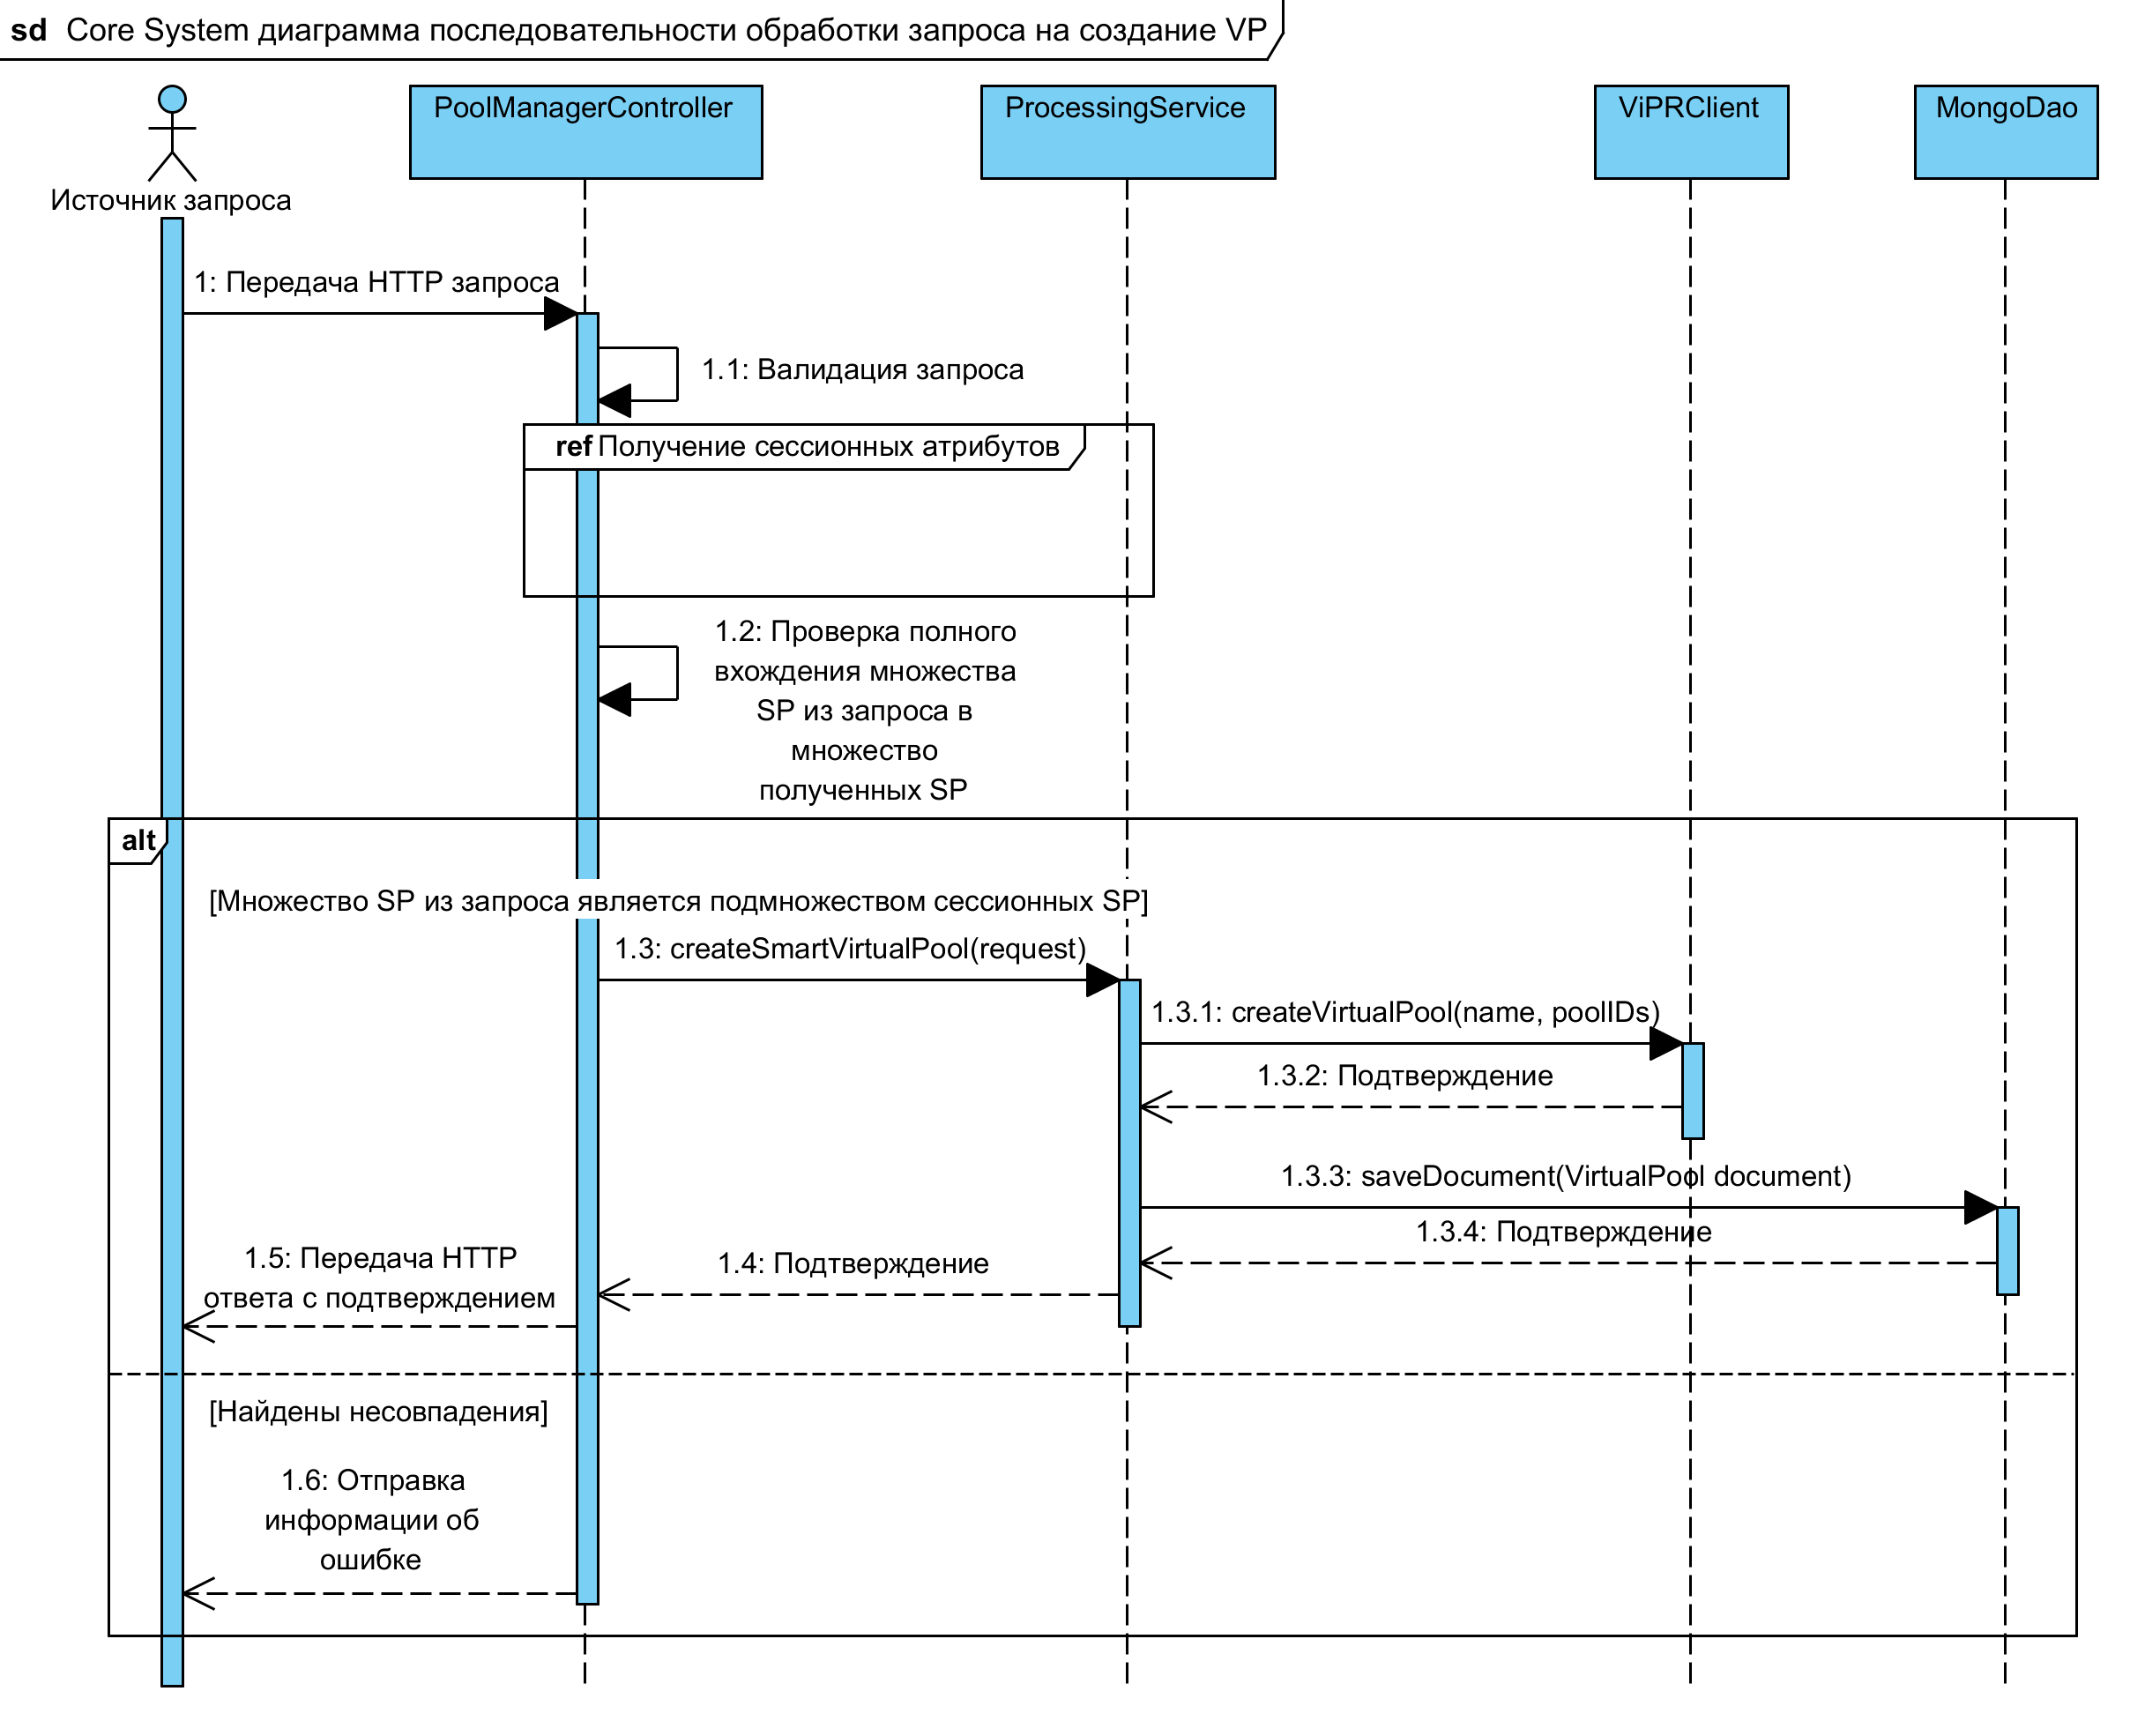 sd Core System диаграмма последовательности обработки запроса на создание VP
PoolManagerController
ProcessingService
ViPRClient
MongoDao
Источник запроса
1: Передача HTTP запроса
1.1: Валидация запроса
ref Получение сессионных атрибутов
1.2: Проверка полного
вхождения множества
SP из запроса в
множество
полученных SP
alt
[Множество SP из запроса является подмножеством сессионных SP]
1.3: createSmartVirtualPool(request)
1.3.1: createVirtualPool(name, poolIDs)
1.3.2: Подтверждение
1.3.3: saveDocument(VirtualPool document)
1.3.4: Подтверждение
1.4: Подтверждение
1.5: Передача HTTP
ответа с подтверждением
[Найдены несовпадения]
1.6: Отправка
информации об
ошибке